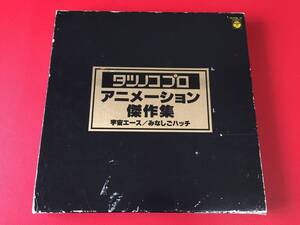 タツノコプロ
アニメーション
傑作集
宇宙エース／みなしごハッチ